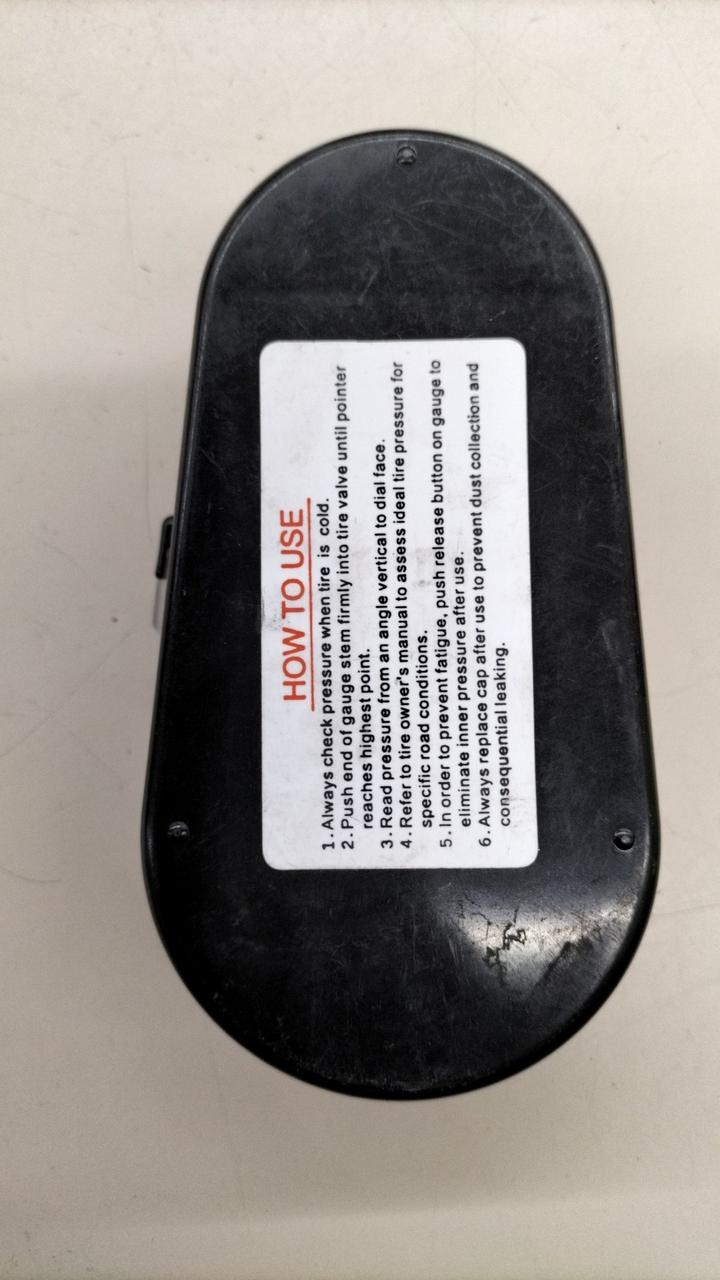 HOW TO USE
1. Always check pressure when tire is cold.
2. Push end of gauge stem firmly into tire valve until pointer
reaches highest point.
3. Read pressure from an angle vertical to dial face.
4. Refer to tire owner's manual to assess ideal tire pressure for
specific road conditions.
5. In order to prevent fatigue, push release button on gauge to
eliminate inner pressure after use.
6. Always replace cap after use to prevent dust collection and
consequential leaking.